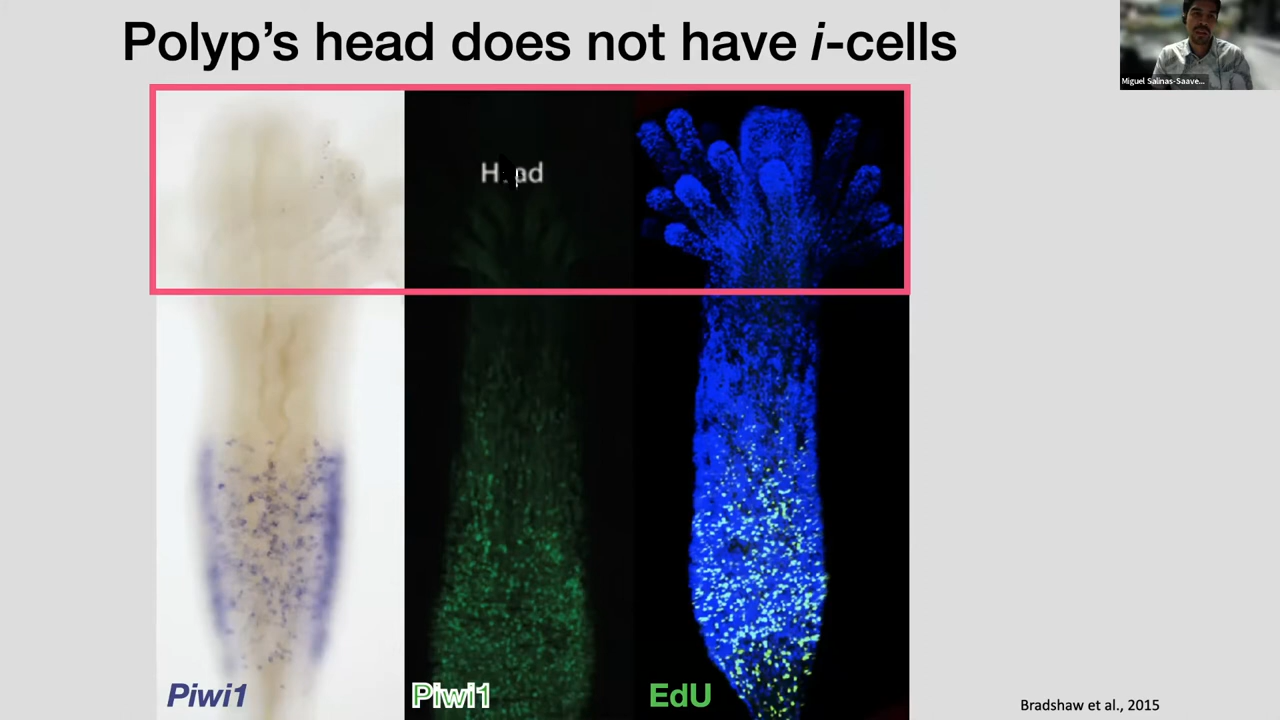 Polyp's head does not have i-cells
Miguel Salinas-Saave...
Piwi1
Piwi1
EdU
Bradshaw et al., 2015